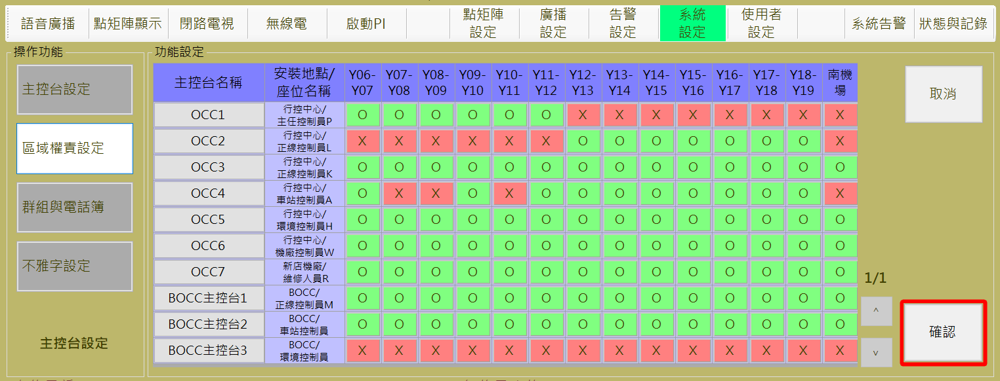 語音廣播 點矩陣顯示 閉路電視 無線電 啟動PI 點矩陣 廣播 告警 系統 使用者 系統告警 狀態與記錄
設定 設定 設定 設定 設定
操作功能
主控台設定
區域權責設定
群組與電話簿
不雅字設定
主控台設定
功能設定
主控台名稱 安裝地點/ Y06- Y07- Y08- Y09- Y10- Y11- Y12- Y13- Y14- Y15- Y16- Y17- Y18- 南機
座位名稱 Y07 Y08 Y09 Y10 Y11 Y12 Y13 Y14 Y15 Y16 Y17 Y18 Y19 場
OCC1 行控中心/ O O O O O O X X X X X X X X
主任控制員P
OCC2 行控中心/ X X X X X X O O O O O O O X
正線控制員L
OCC3 行控中心/ O O O O O O O O O O O O O O
正線控制員K
OCC4 行控中心/ O X X O X O O O O O O O O X
車站控制員A
OCC5 行控中心/ O O O O O O O O O O O O O O
環境控制員H
OCC6 行控中心/ O O O O O O O O O O O O O O
機廠控制員W
OCC7 新店機廠/ O O O O O O O O O O O O O O
維修人員R
BOCC主控台1 BOCC/ O O O O O O O O O O O O O O
正線控制員M
BOCC主控台2 BOCC/ O O O O O O O O O O O O O O
車站控制員
BOCC主控台3 BOCC/ X X X X X X X X X X X X X X
環境控制員
取消
1/1
^
v
確認